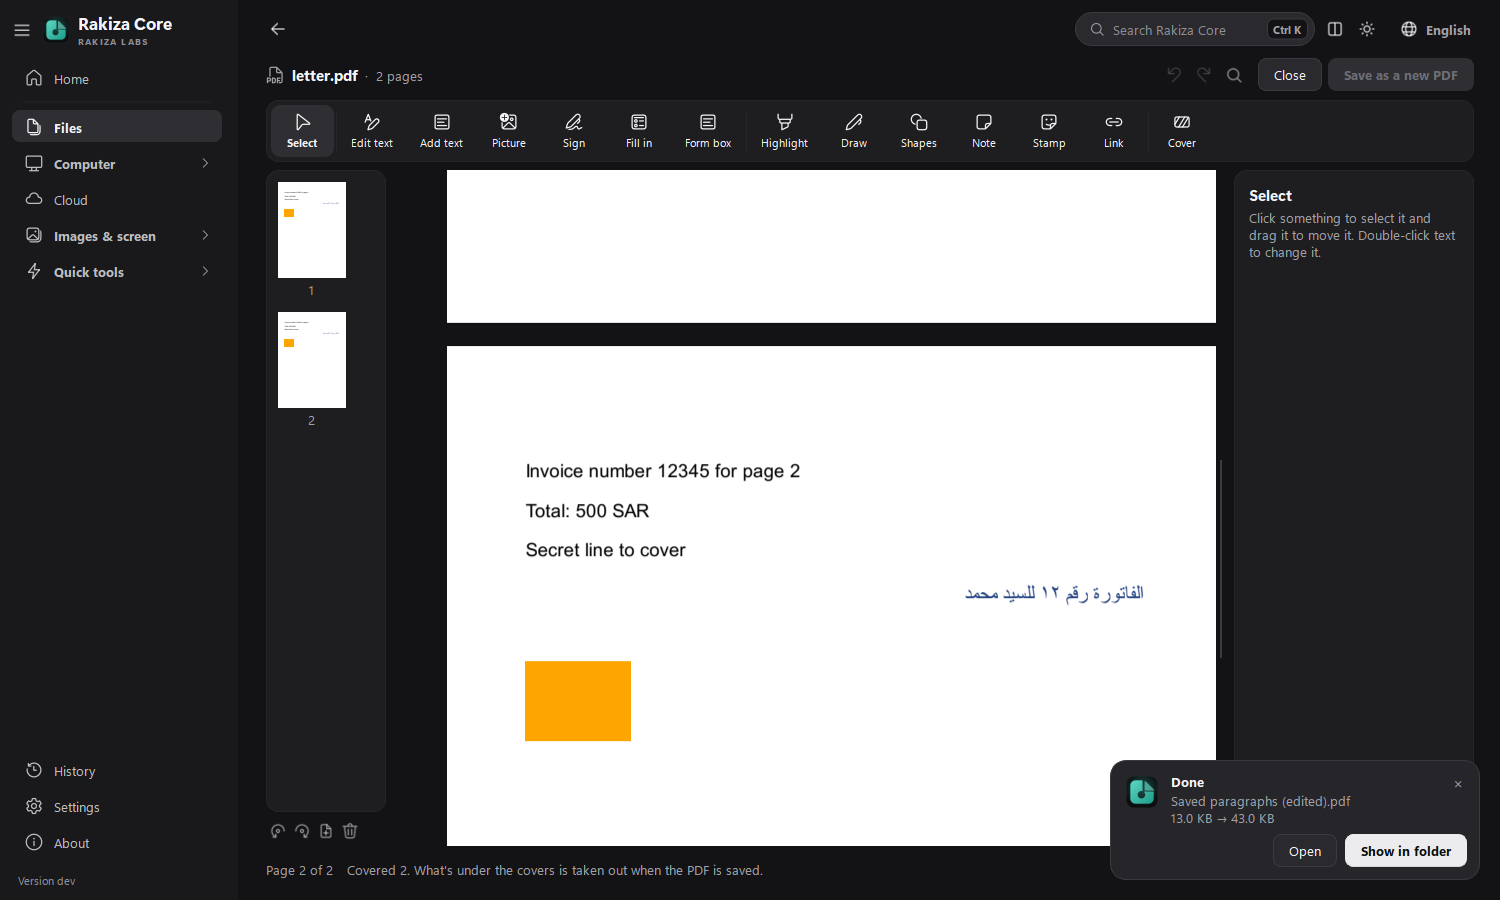 Rakiza Core
RAKIZA LABS
Search Rakiza Core
Ctrl K
English
Home
Files
Computer
Cloud
Images & screen
Quick tools
History
Settings
About
Version dev
PDF
letter.pdf · 2 pages
Close
Save as a new PDF
Select
Edit text
Add text
Picture
Sign
Fill in
Form box
Highlight
Draw
Shapes
Note
Stamp
Link
Cover
1
2
Invoice number 12345 for page 2
Total: 500 SAR
Secret line to cover
الفاتورة رقم ١٢ للسيد محمد
Select
Click something to select it and
drag it to move it. Double-click text
to change it.
Page 2 of 2
Covered 2. What's under the covers is taken out when the PDF is saved.
Done
Saved paragraphs (edited).pdf
13.0 KB → 43.0 KB
Open
Show in folder